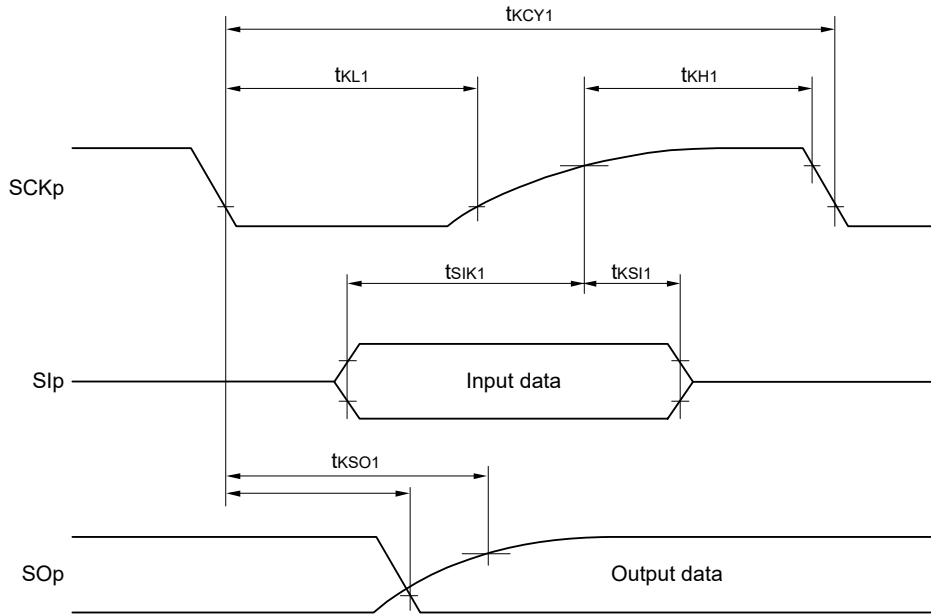 tKCY1
tKL1
tKH1
SCKp
tSIK1
tKSI1
SIp
Input data
tKSO1
SOp
Output data